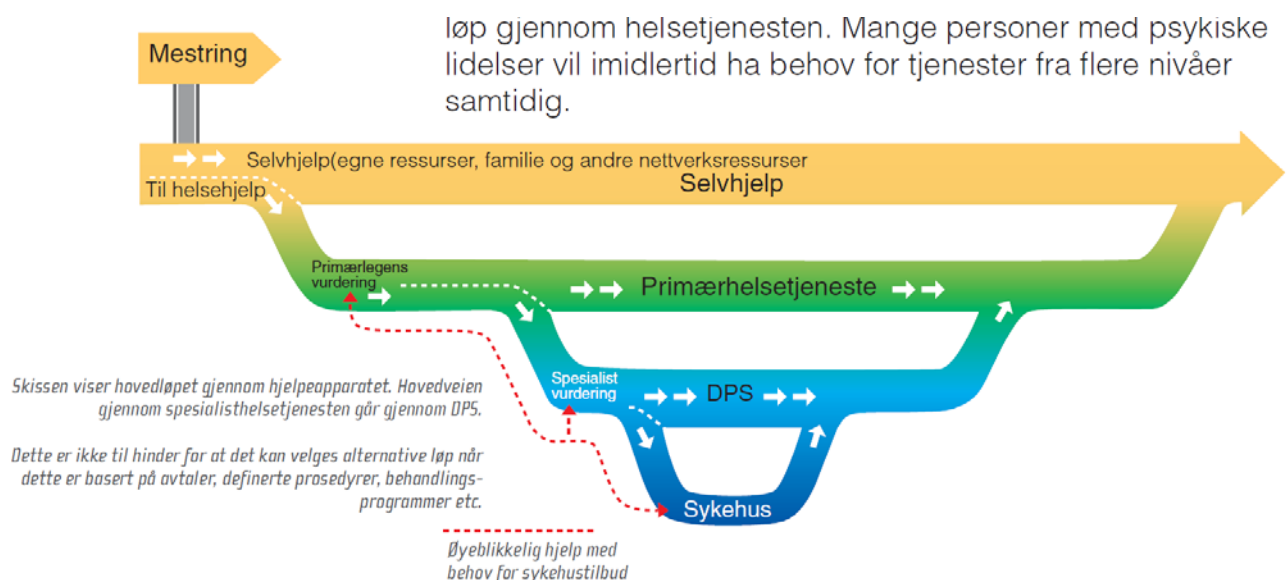 løp gjennom helsetjenesten. Mange personer med psykiske
lidelser vil imidlertid ha behov for tjenester fra flere nivåer
samtidig.
Mestring
Selvhjelp(egne ressurser, familie og andre nettverksressurser
Selvhjelp
Til helsehjelp
Primærlegens
vurdering
Primærhelsetjeneste
Skissen viser hovedløpet gjennom hjelpeapparatet. Hovedveien
gjennom spesialisthelsetjenesten går gjennom DPS.
Spesialist
vurdering
DPS
Dette er ikke til hinder for at det kan velges alternative løp når
dette er basert på avtaler, definerte prosedyrer, behandlings-
programmer etc.
Sykehus
Øyeblikkelig hjelp med
behov for sykehustilbud